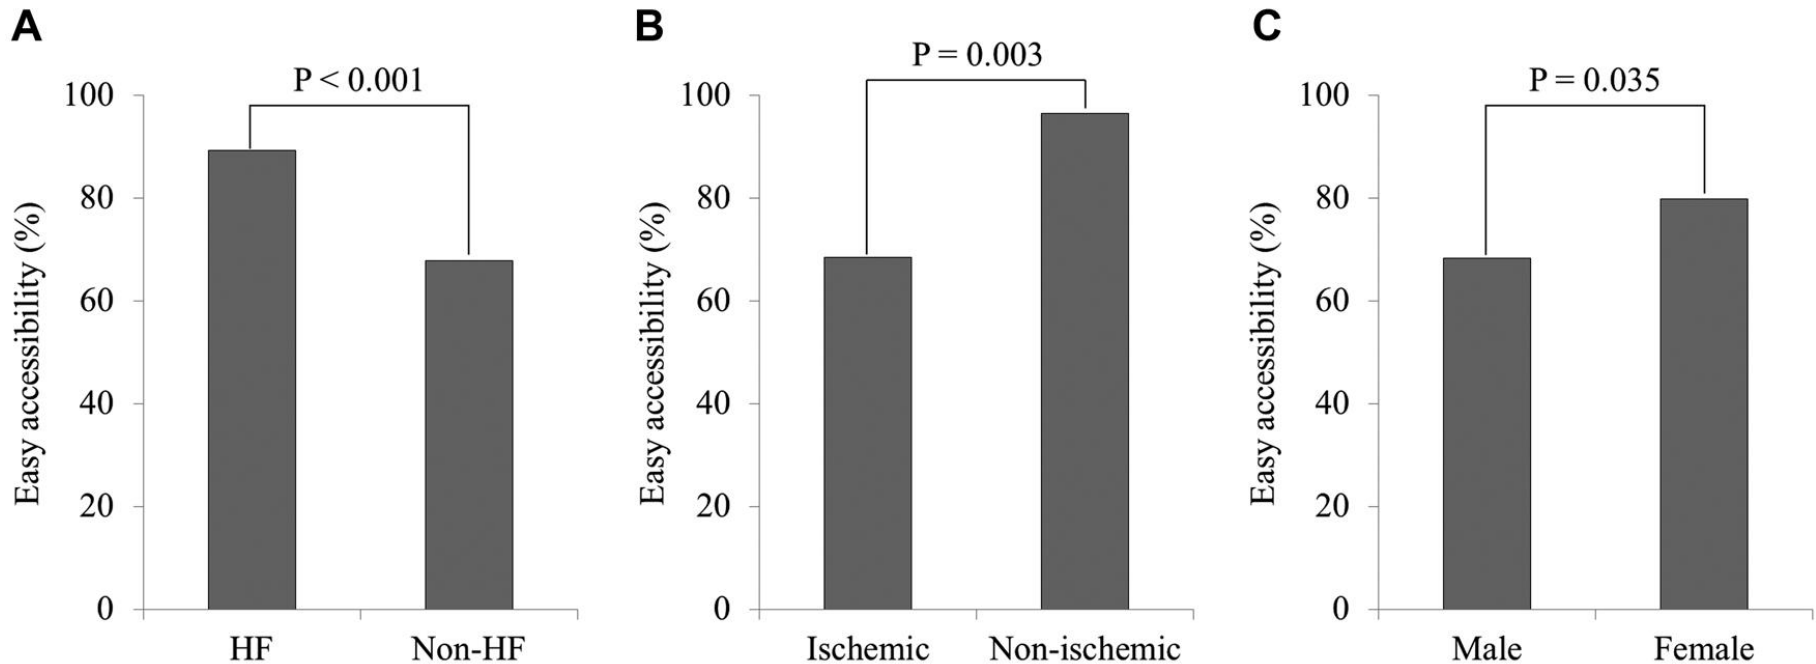 A
P < 0.001
Easy accessibility (%)
100
80
60
40
20
0
HF
Non-HF
B
P = 0.003
Easy accessibility (%)
100
80
60
40
20
0
Ischemic
Non-ischemic
C
P = 0.035
Easy accessibility (%)
100
80
60
40
20
0
Male
Female